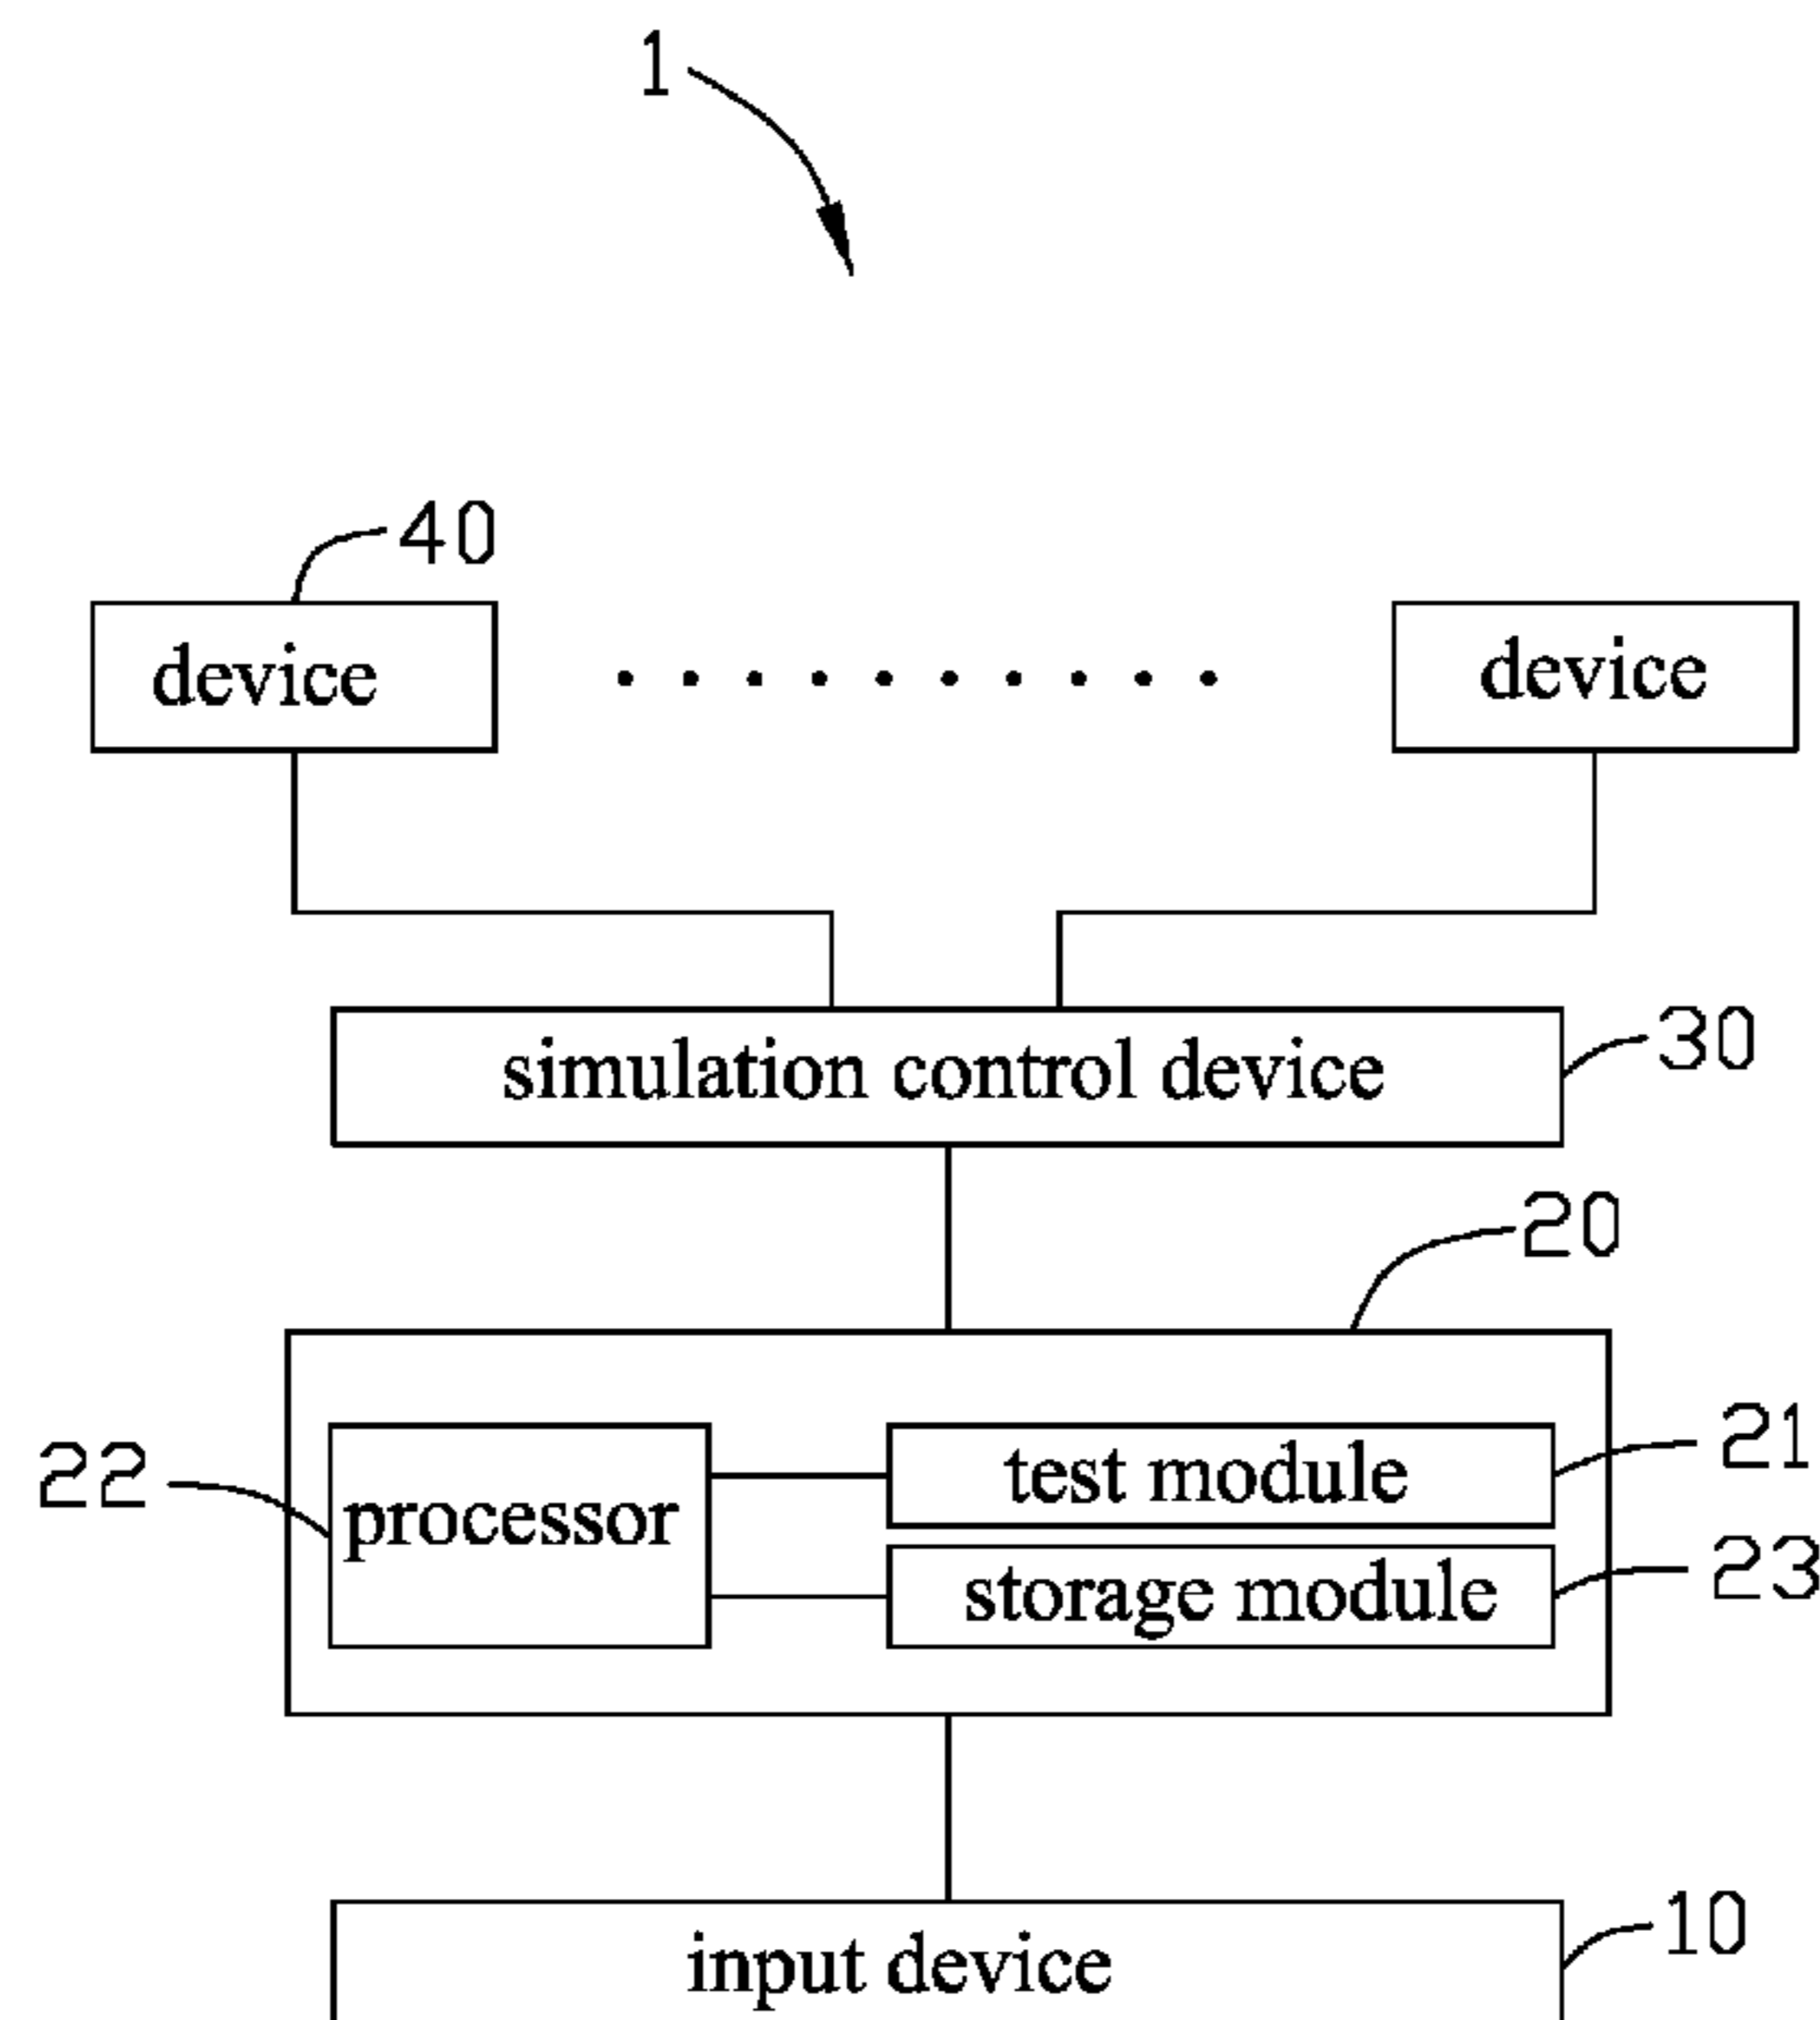 1
40
device
device
simulation control device
30
20
22
processor
test module
21
storage module
23
input device
10